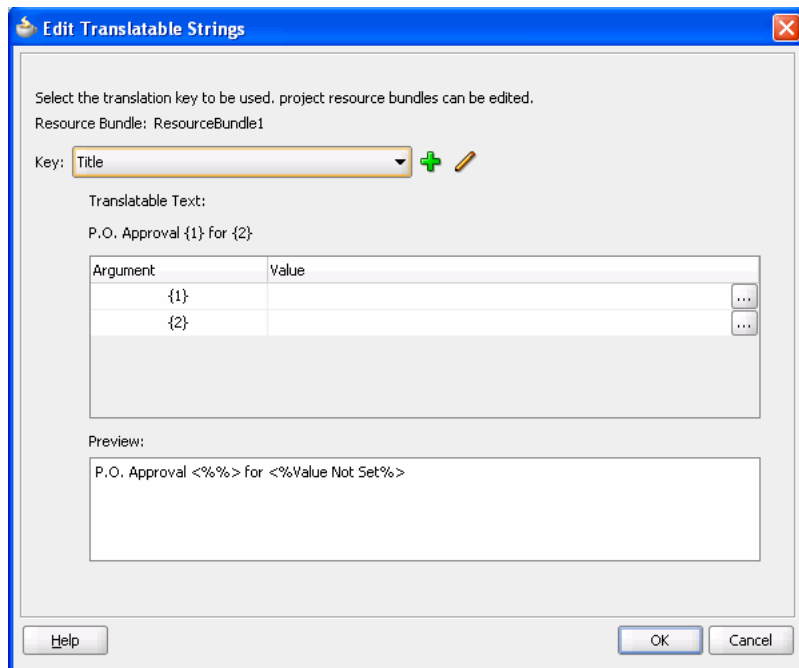 Edit Translatable Strings
Select the translation key to be used. project resource bundles can be edited.
Resource Bundle: ResourceBundle1
Key: Title
Translatable Text:
P.O. Approval {1} for {2}
Argument Value
{1} ...
{2} ...
Preview:
P.O. Approval <%%> for <%Value Not Set%>
Help OK Cancel